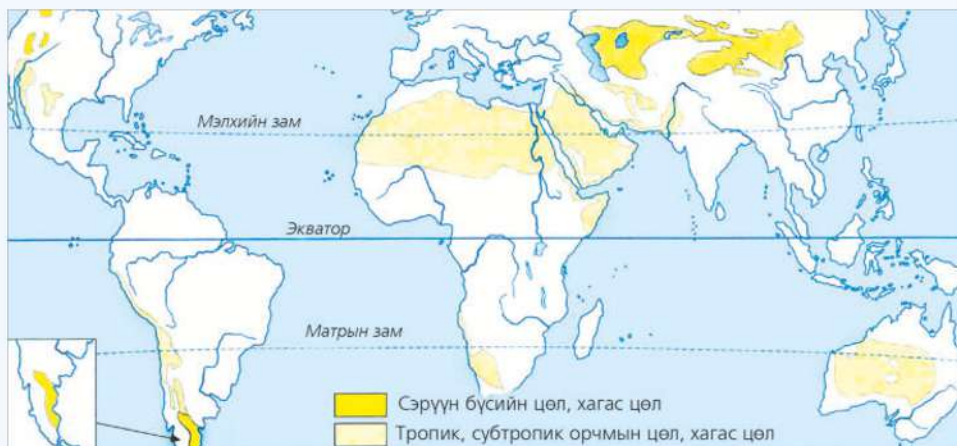 Мэлхийн зам
Экватор
Матрын зам
Сэрүүн бүсийн цөл, хагас цөл
Тропик, субтропик орчмын цөл, хагас цөл